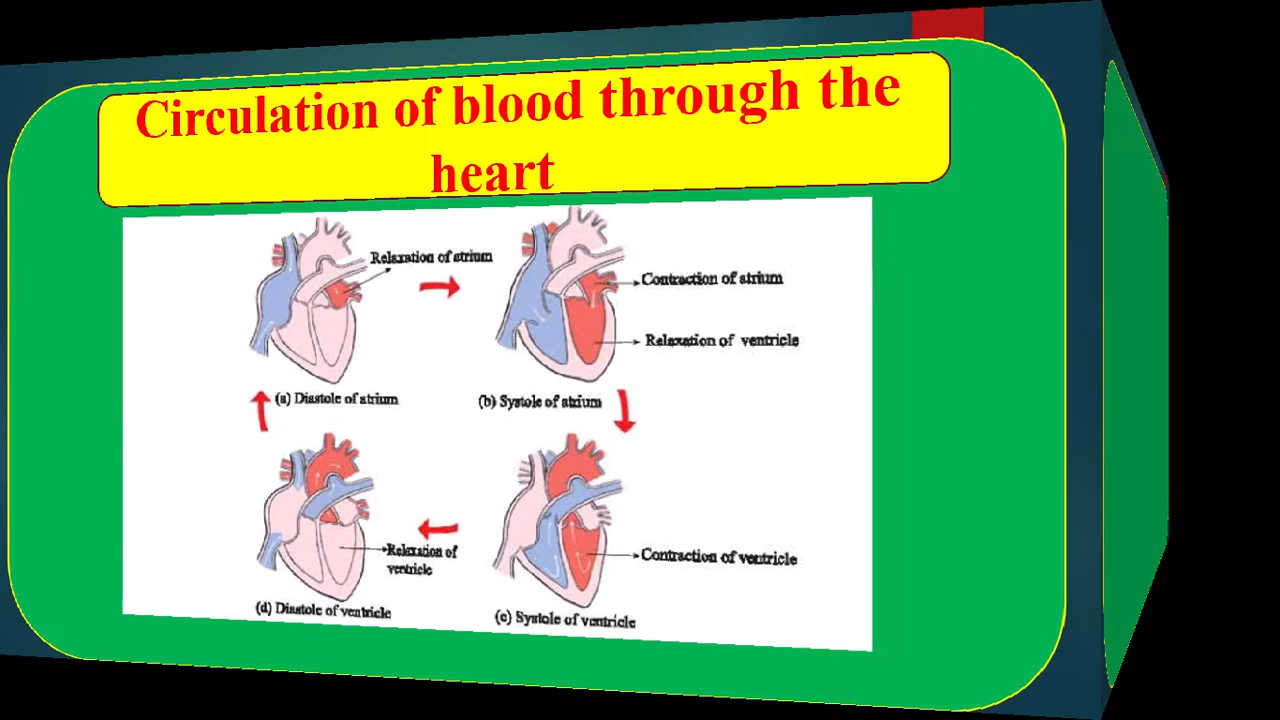 Circulation of blood through the
heart
Relaxation of atrium
(a) Diastole of atrium
Contraction of atrium
Relaxation of ventricle
(b) Systole of atrium
Contraction of ventricle
(c) Systole of ventricle
Relaxation of
ventricle
(d) Diastole of ventricle